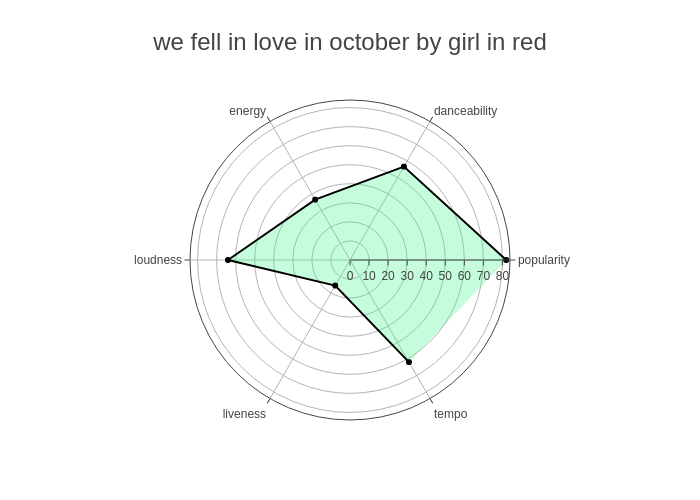 we fell in love in october by girl in red
energy
danceability
loudness
popularity
0 10 20 30 40 50 60 70 80
liveness
tempo